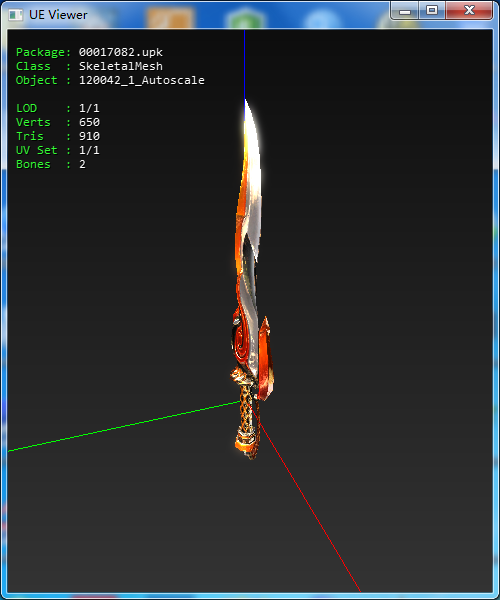 UE Viewer
Package: 00017082.upk
Class  : SkeletalMesh
Object : 120042_1_Autoscale
LOD    : 1/1
Verts  : 650
Tris   : 910
UV Set : 1/1
Bones  : 2